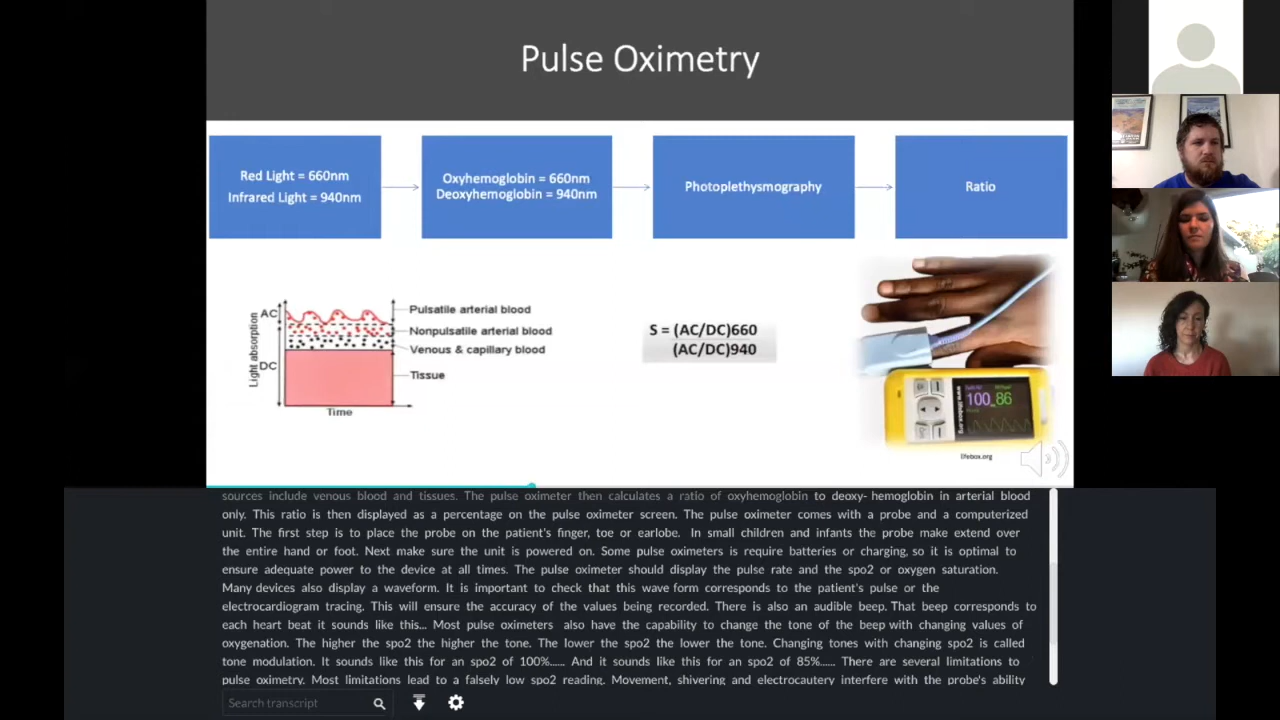 Pulse Oximetry
Red Light = 660nm
Infrared Light = 940nm
Oxyhemoglobin = 660nm
Deoxyhemoglobin = 940nm
Photoplethysmography
Ratio
AC
DC
Light absorption
Time
Pulsatile arterial blood
Nonpulsatile arterial blood
Venous & capillary blood
Tissue
S = (AC/DC)660
(AC/DC)940
100 86
www.lifebox.org
lifebox.org
sources include venous blood and tissues. The pulse oximeter then calculates a ratio of oxyhemoglobin to deoxy- hemoglobin in arterial blood
only. This ratio is then displayed as a percentage on the pulse oximeter screen. The pulse oximeter comes with a probe and a computerized
unit. The first step is to place the probe on the patient's finger, toe or earlobe. In small children and infants the probe make extend over
the entire hand or foot. Next make sure the unit is powered on. Some pulse oximeters is require batteries or charging, so it is optimal to
ensure adequate power to the device at all times. The pulse oximeter should display the pulse rate and the spo2 or oxygen saturation.
Many devices also display a waveform. It is important to check that this wave form corresponds to the patient's pulse or the
electrocardiogram tracing. This will ensure the accuracy of the values being recorded. There is also an audible beep. That beep corresponds to
each heart beat it sounds like this... Most pulse oximeters also have the capability to change the tone of the beep with changing values of
oxygenation. The higher the spo2 the higher the tone. The lower the spo2 the lower the tone. Changing tones with changing spo2 is called
tone modulation. It sounds like this for an spo2 of 100%...... And it sounds like this for an spo2 of 85%...... There are several limitations to
pulse oximetry. Most limitations lead to a falsely low spo2 reading. Movement, shivering and electrocautery interfere with the probe's ability
Search transcript